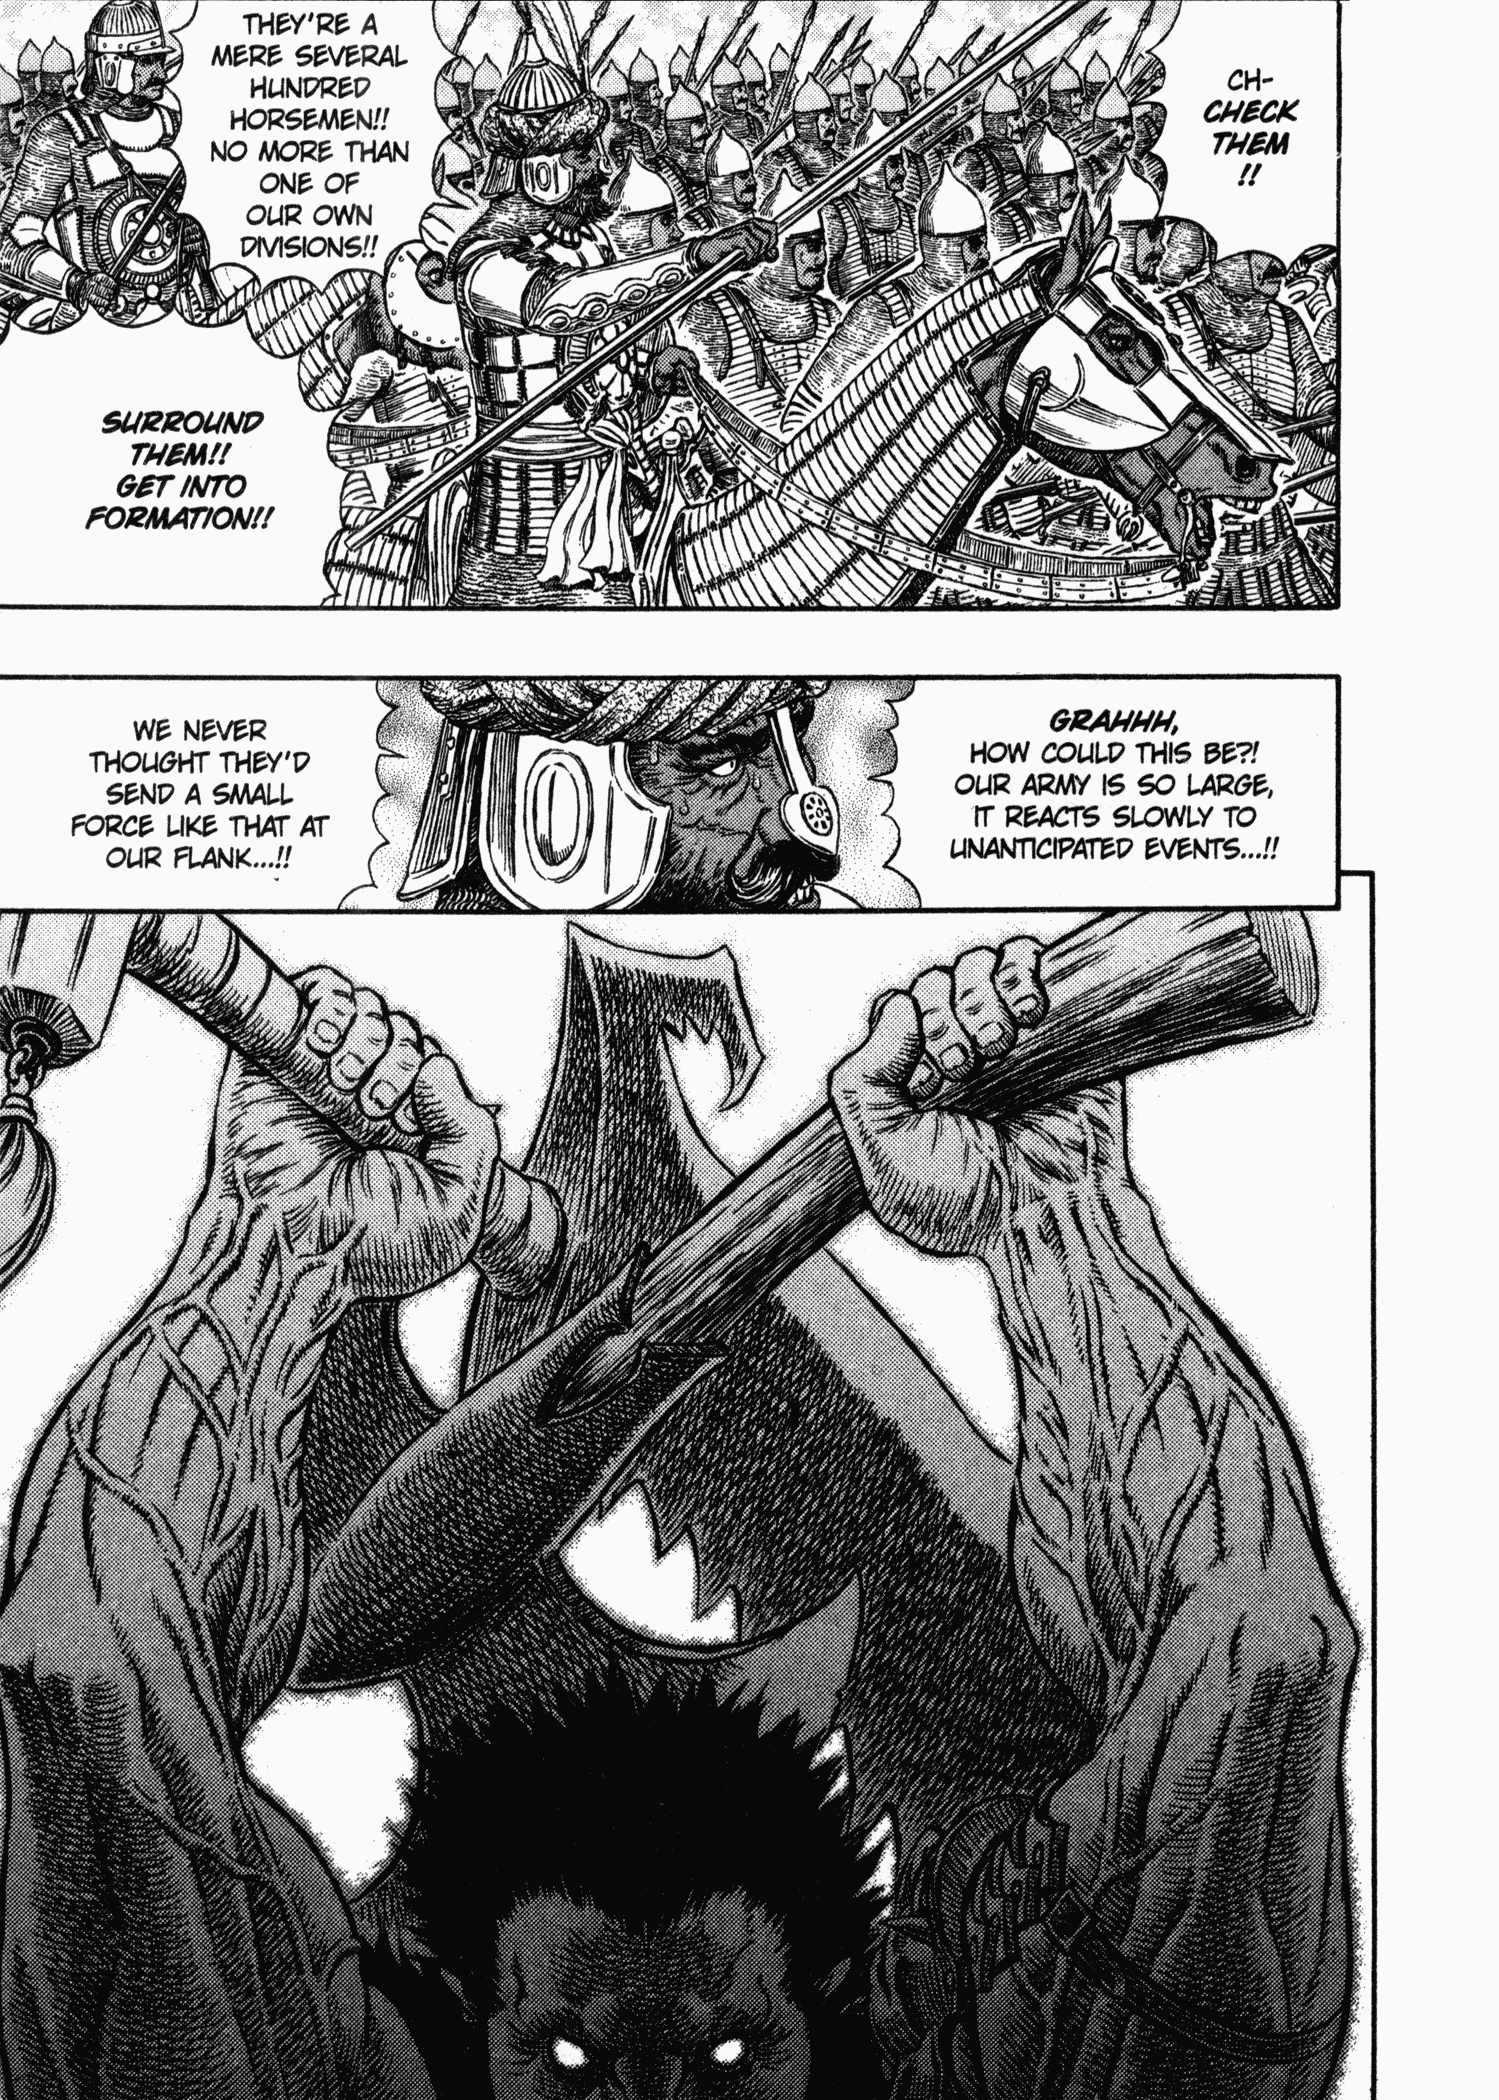 CH-
CHECK
THEM
!!
THEY'RE A
MERE SEVERAL
HUNDRED
HORSEMEN!!
NO MORE THAN
ONE OF
OUR OWN
DIVISIONS!!
SURROUND
THEM!!
GET INTO
FORMATION!!
GRAHHH,
HOW COULD THIS BE?!
OUR ARMY IS SO LARGE,
IT REACTS SLOWLY TO
UNANTICIPATED EVENTS...!!
WE NEVER
THOUGHT THEY'D
SEND A SMALL
FORCE LIKE THAT AT
OUR FLANK...!!